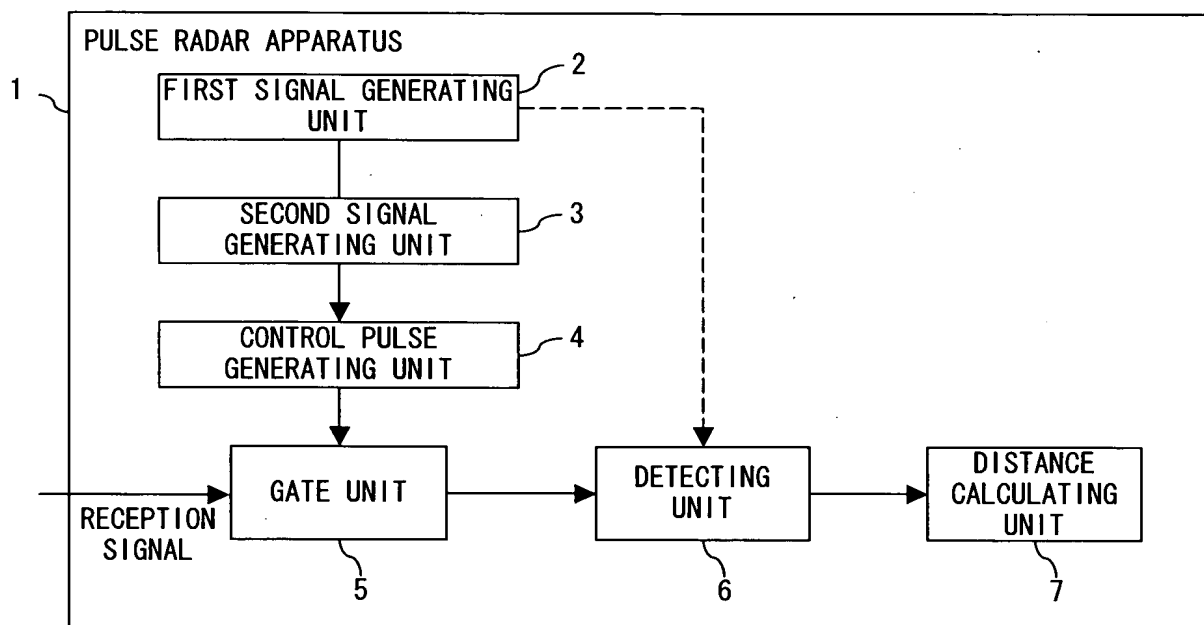 PULSE RADAR APPARATUS
1
2
FIRST SIGNAL GENERATING
UNIT
SECOND SIGNAL
GENERATING UNIT
3
CONTROL PULSE
GENERATING UNIT
4
GATE UNIT
DETECTING
UNIT
DISTANCE
CALCULATING
UNIT
RECEPTION
SIGNAL
5
6
7